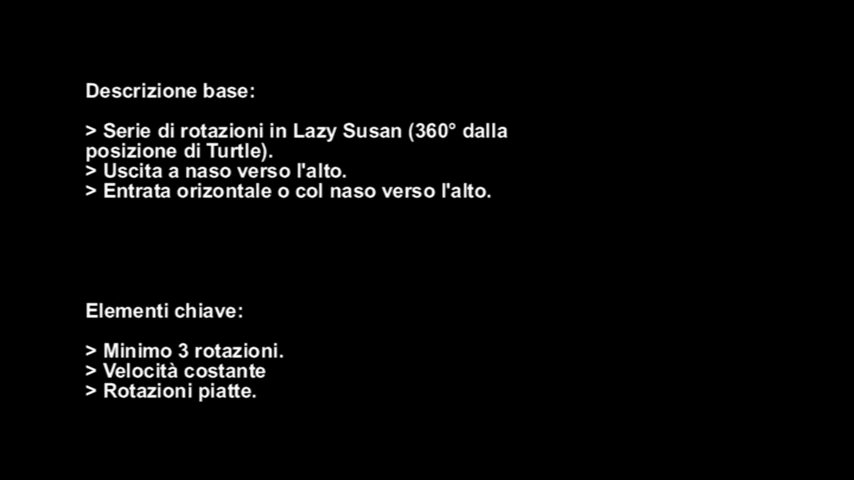 Descrizione base:
> Serie di rotazioni in Lazy Susan (360° dalla
posizione di Turtle).
> Uscita a naso verso l'alto.
> Entrata orizontale o col naso verso l'alto.
Elementi chiave:
> Minimo 3 rotazioni.
> Velocità costante
> Rotazioni piatte.